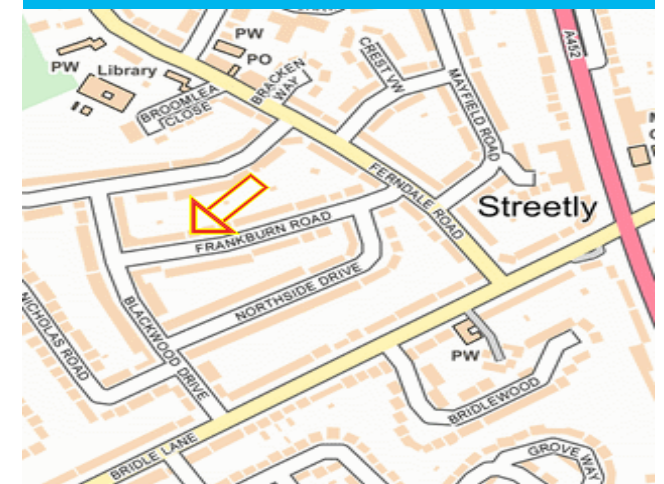 PW
PO
PW
Library
BROOMLEA
CLOSE
BRACKEN
WAY
CREST VW
MAYFIELD ROAD
A452
FERNDALE ROAD
Streetly
FRANKBURN ROAD
NORTHSIDE DRIVE
NICHOLAS ROAD
BLACKWOOD DRIVE
PW
BRIDLEWOOD
BRIDLE LANE
GROVE WAY